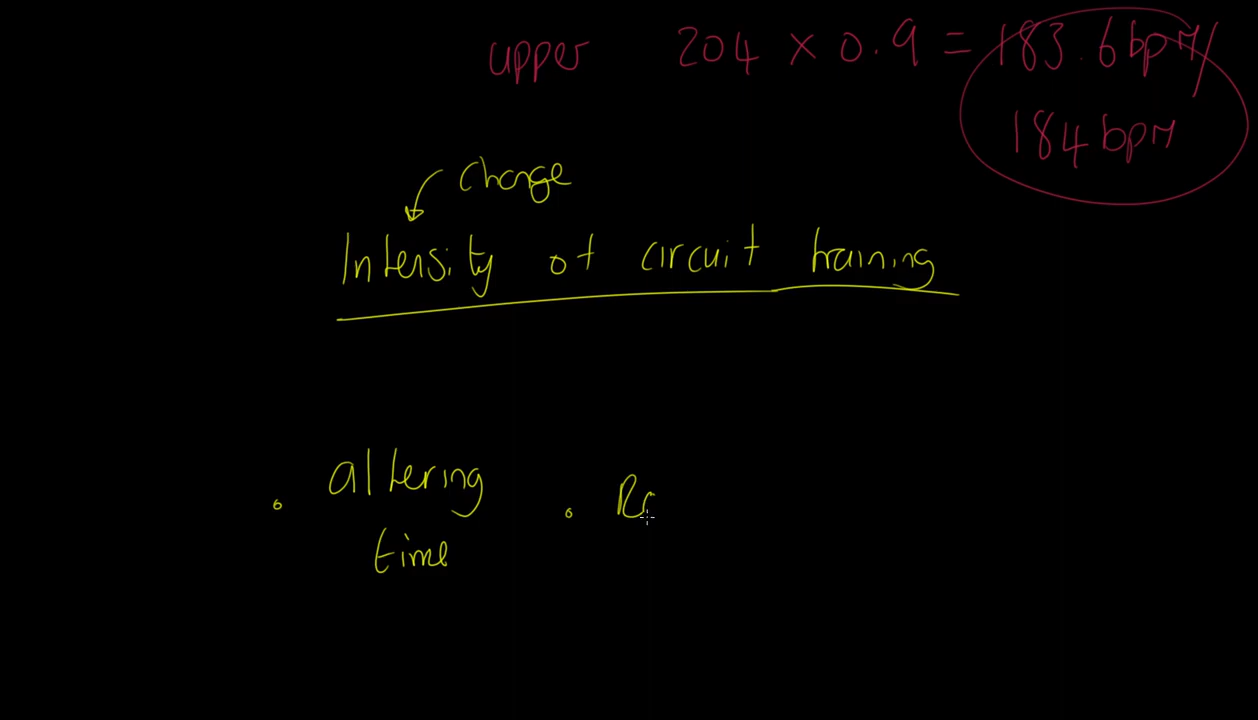 upper 204 × 0.9 = 183.6bpm/
184bpm
Change
Intensity of circuit training
• altering
time
•